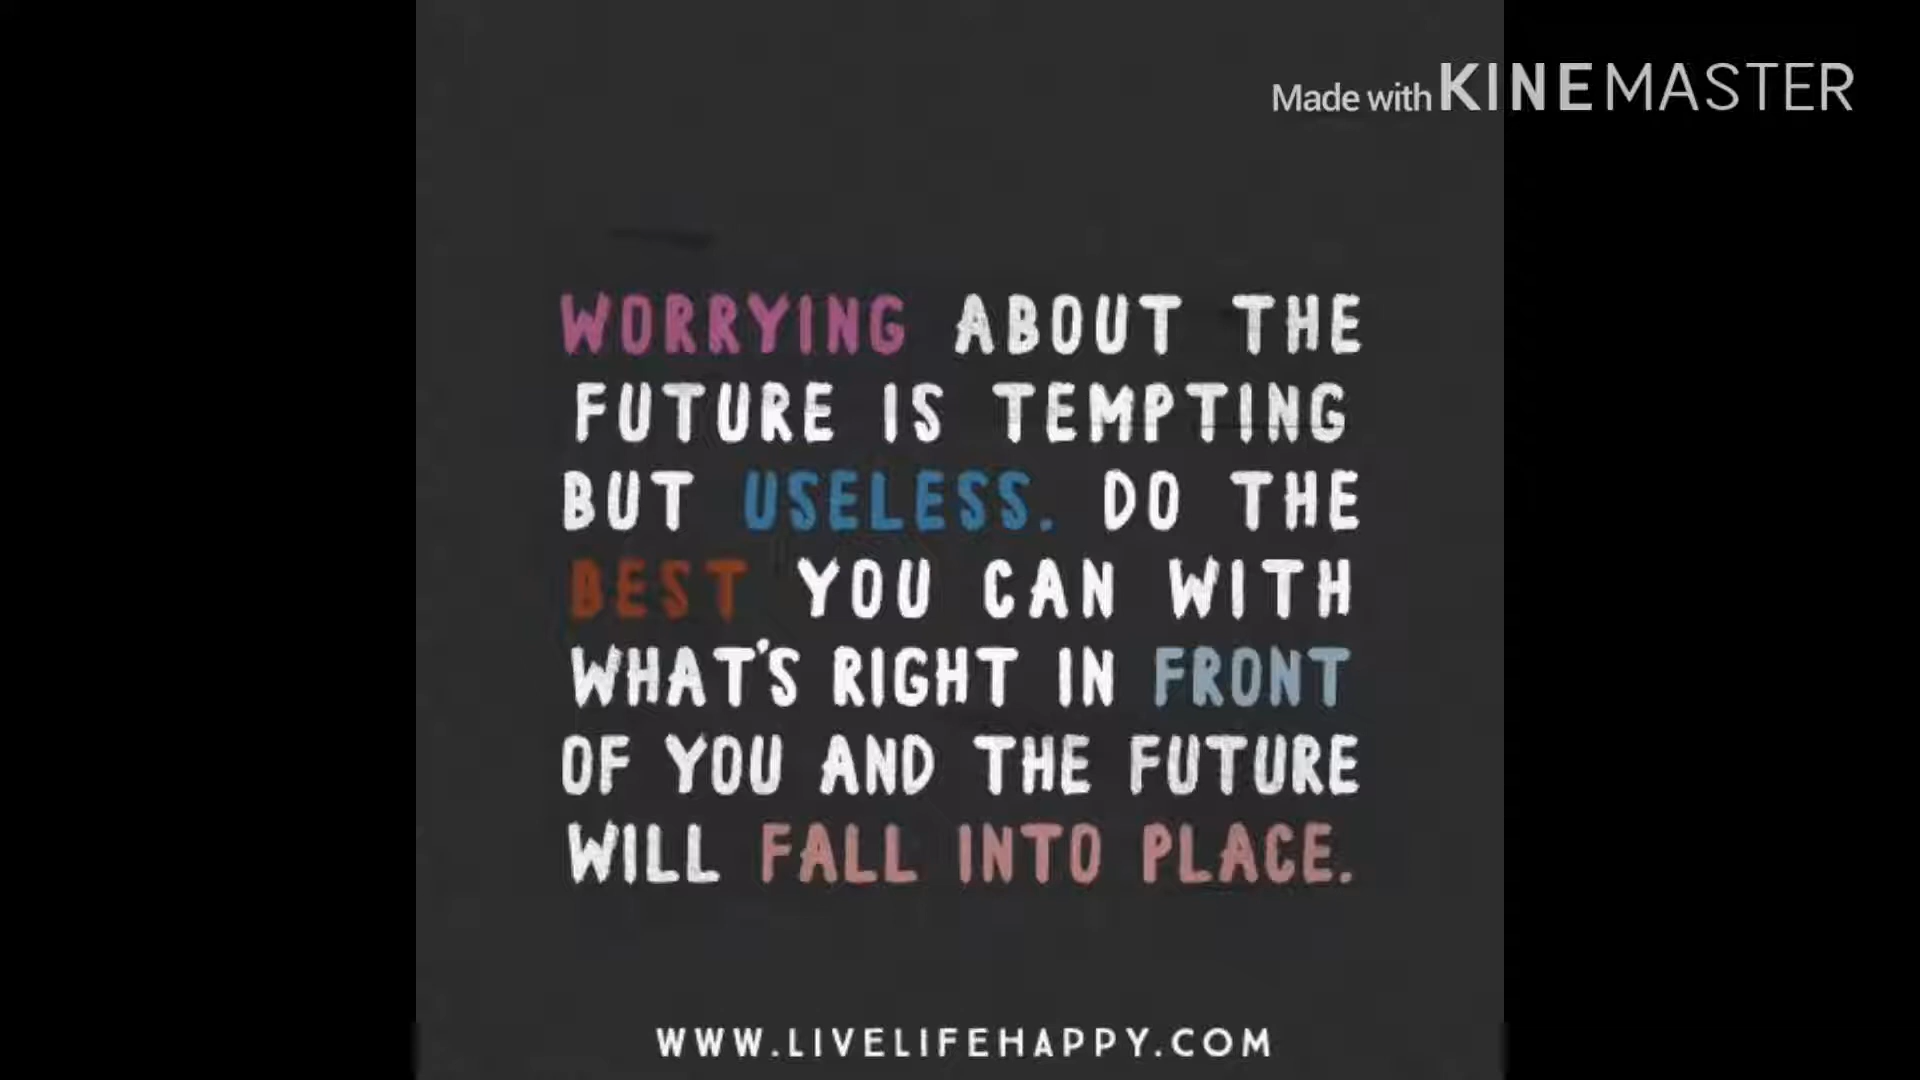 Made with KINEMASTER
WORRYING ABOUT THE
FUTURE IS TEMPTING
BUT USELESS. DO THE
BEST YOU CAN WITH
WHAT'S RIGHT IN FRONT
OF YOU AND THE FUTURE
WILL FALL INTO PLACE.
WWW.LIVELIFEHAPPY.COM